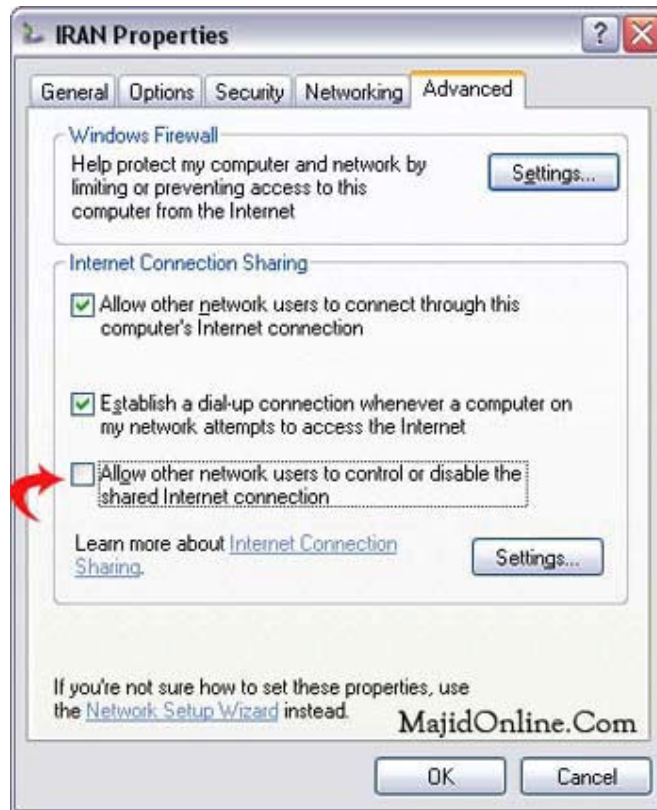 IRAN Properties
General Options Security Networking Advanced
Windows Firewall
Help protect my computer and network by
limiting or preventing access to this
computer from the Internet
Settings...
Internet Connection Sharing
Allow other network users to connect through this
computer's Internet connection
Establish a dial-up connection whenever a computer on
my network attempts to access the Internet
Allow other network users to control or disable the
shared Internet connection
Learn more about Internet Connection
Sharing.
Settings...
If you're not sure how to set these properties, use
the Network Setup Wizard instead.
MajidOnline.Com
OK Cancel